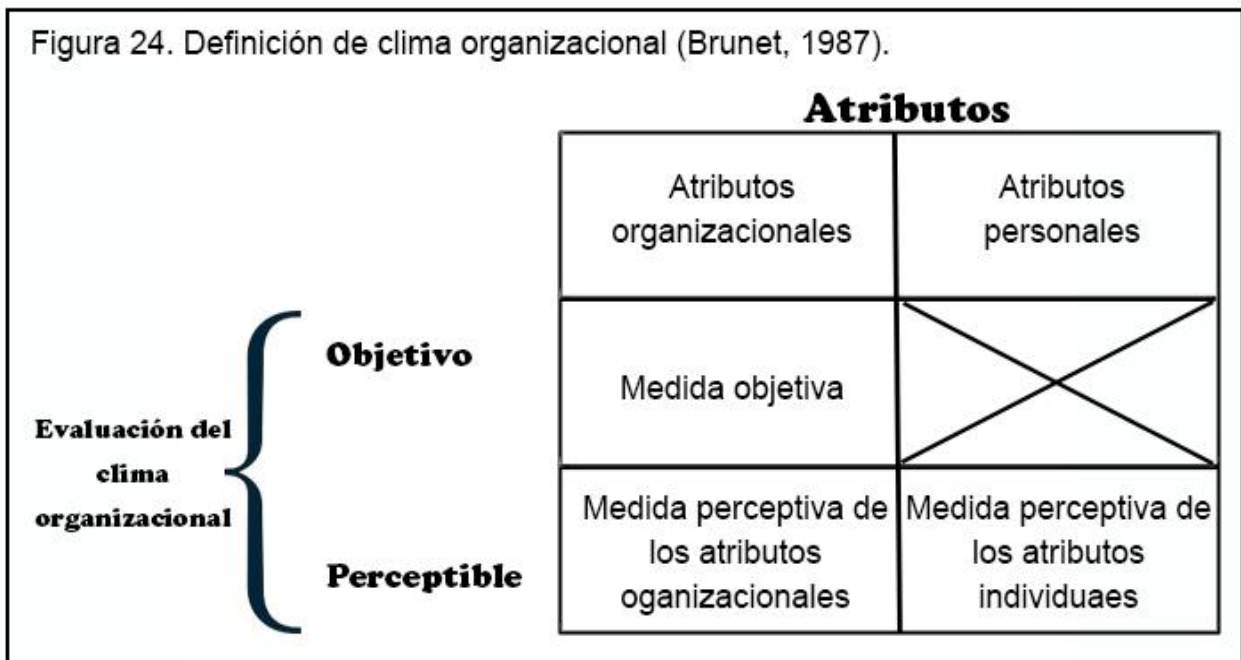 Figura 24. Definición de clima organizacional (Brunet, 1987).
Atributos
Atributos
organizacionales
Atributos
personales
Objetivo
Medida objetiva
Evaluación del
clima
organizacional
Perceptible
Medida perceptiva de
los atributos
oganizacionales
Medida perceptiva de
los atributos
individuaes